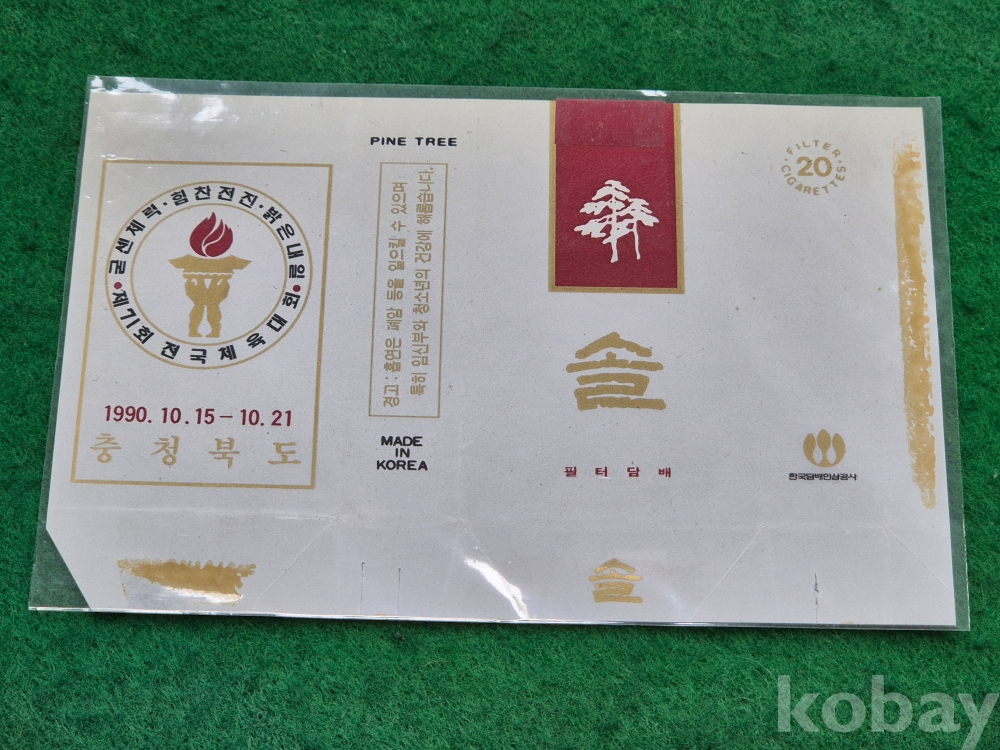 굳센체력·힘찬전진·밝은내일
제71회 전국체육대회
1990. 10. 15 – 10. 21
충청북도
PINE TREE
경고 : 흡연은 폐암 등을 일으킬 수 있으며,
특히 임신부와 청소년의 건강에 해롭습니다.
MADE
IN
KOREA
솔
필터담배
솔
·FILTER·
20
CIGARETTES
한국담배인삼공사
kobay